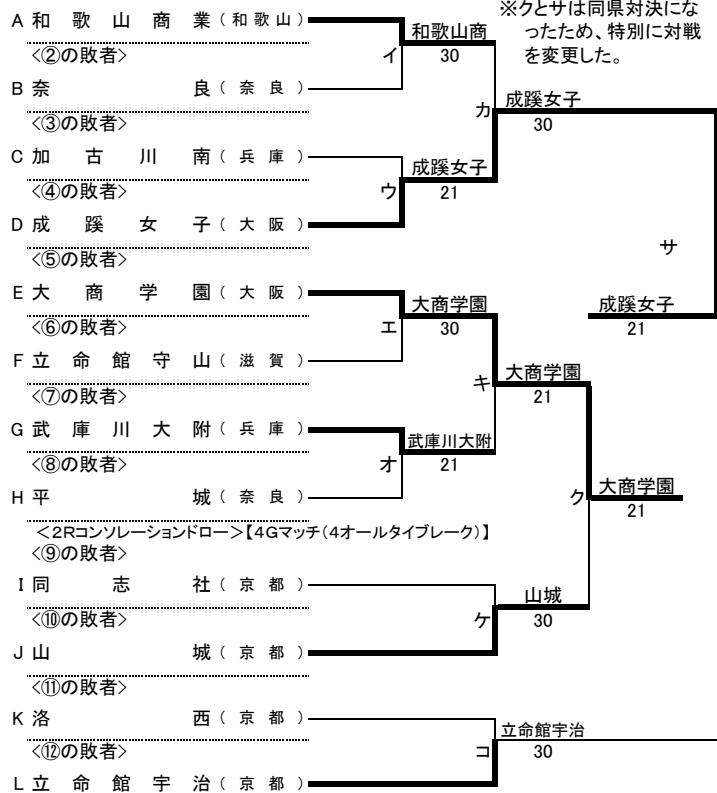 ※クとサは同県対決にな
ったため、特別に対戦
を変更した。
A 和歌山商業（和歌山）
和歌山商
30
イ
<②の敗者>
B 奈良（奈良）
<③の敗者>
カ
成蹊女子
30
C 加古川南（兵庫）
<④の敗者>
ウ
成蹊女子
21
D 成蹊女子（大阪）
<⑤の敗者>
サ
E 大商学園（大阪）
<⑥の敗者>
エ
大商学園
30
成蹊女子
21
F 立命館守山（滋賀）
<⑦の敗者>
キ
大商学園
21
G 武庫川大附（兵庫）
<⑧の敗者>
オ
武庫川大附
21
H 平城（奈良）
ク
大商学園
21
<2Rコンソレーションドロー>【4Gマッチ(4オールタイブレーク)】
<⑨の敗者>
I 同志社（京都）
<⑩の敗者>
ケ
山城
30
J 山城（京都）
<⑪の敗者>
K 洛西（京都）
<⑫の敗者>
コ
立命館宇治
30
L 立命館宇治（京都）